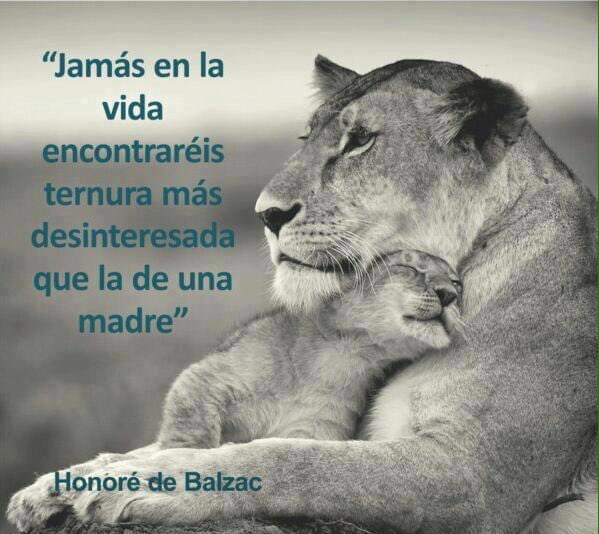 “Jamás en la
vida
encontraréis
ternura más
desinteresada
que la de una
madre”
Honoré de Balzac